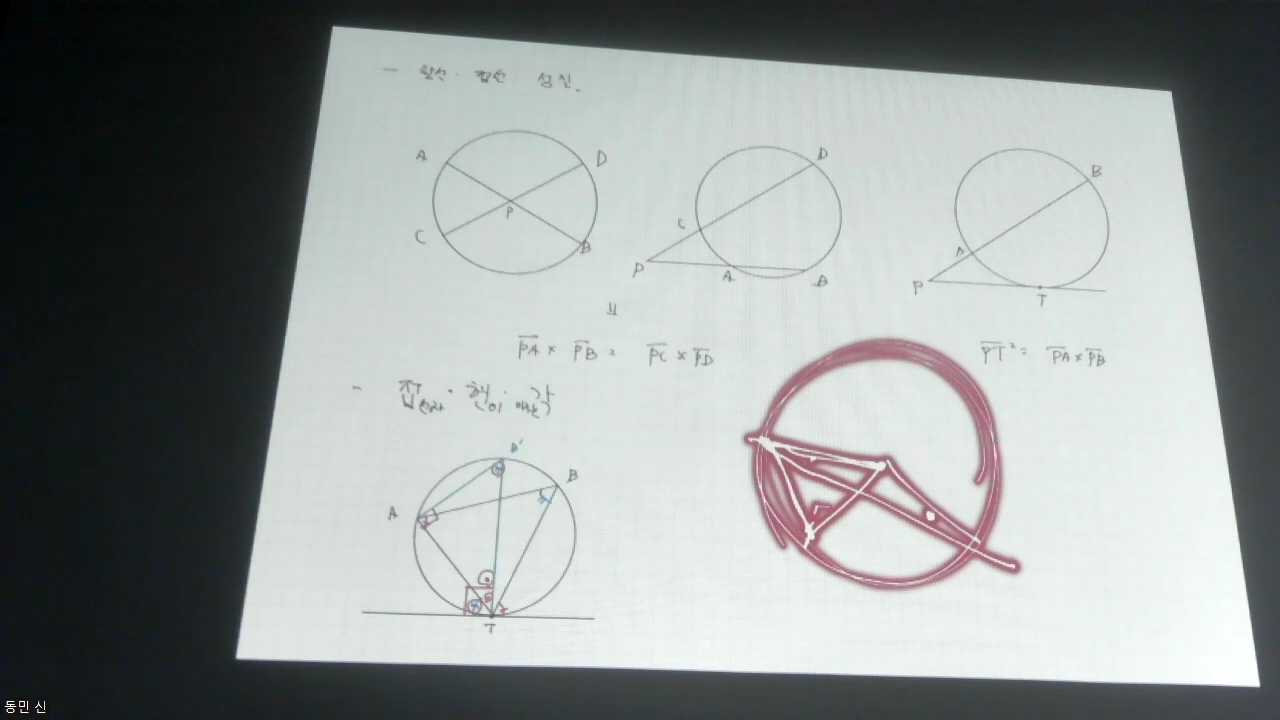 - 할선·접선 성질.
A D
P
C B
D
C
P A B
B
A
P T
PA × PB = PC × PD
PT² = PA × PB
- 접선과 현이 이루는 각
B'
B
A
T
동민 신